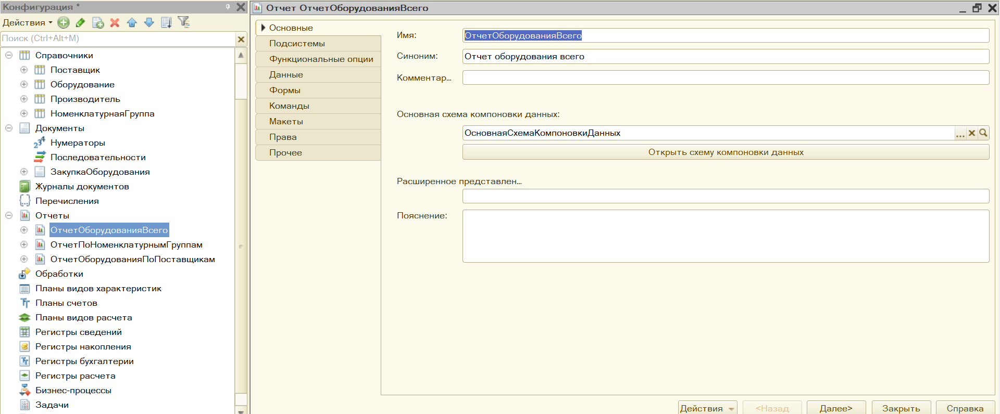 Конфигурация *
Действия
Поиск (Ctrl+Alt+M)
Справочники
Поставщик
Оборудование
Производитель
НоменклатурнаяГруппа
Документы
Нумераторы
Последовательности
ЗакупкаОборудования
Журналы документов
Перечисления
Отчеты
ОтчетОборудованияВсего
ОтчетПоНоменклатурнымГруппам
ОтчетОборудованияПоПоставщикам
Обработки
Планы видов характеристик
Планы счетов
Планы видов расчета
Регистры сведений
Регистры накопления
Регистры бухгалтерии
Регистры расчета
Бизнес-процессы
Задачи
Отчет ОтчетОборудованияВсего
Основные
Подсистемы
Функциональные опции
Данные
Формы
Команды
Макеты
Права
Прочее
Имя: ОтчетОборудованияВсего
Синоним: Отчет оборудования всего
Комментар...
Основная схема компоновки данных:
ОсновнаяСхемаКомпоновкиДанных ...
Открыть схему компоновки данных
Расширенное представлен...
Пояснение:
Действия <Назад Далее> Закрыть Справка